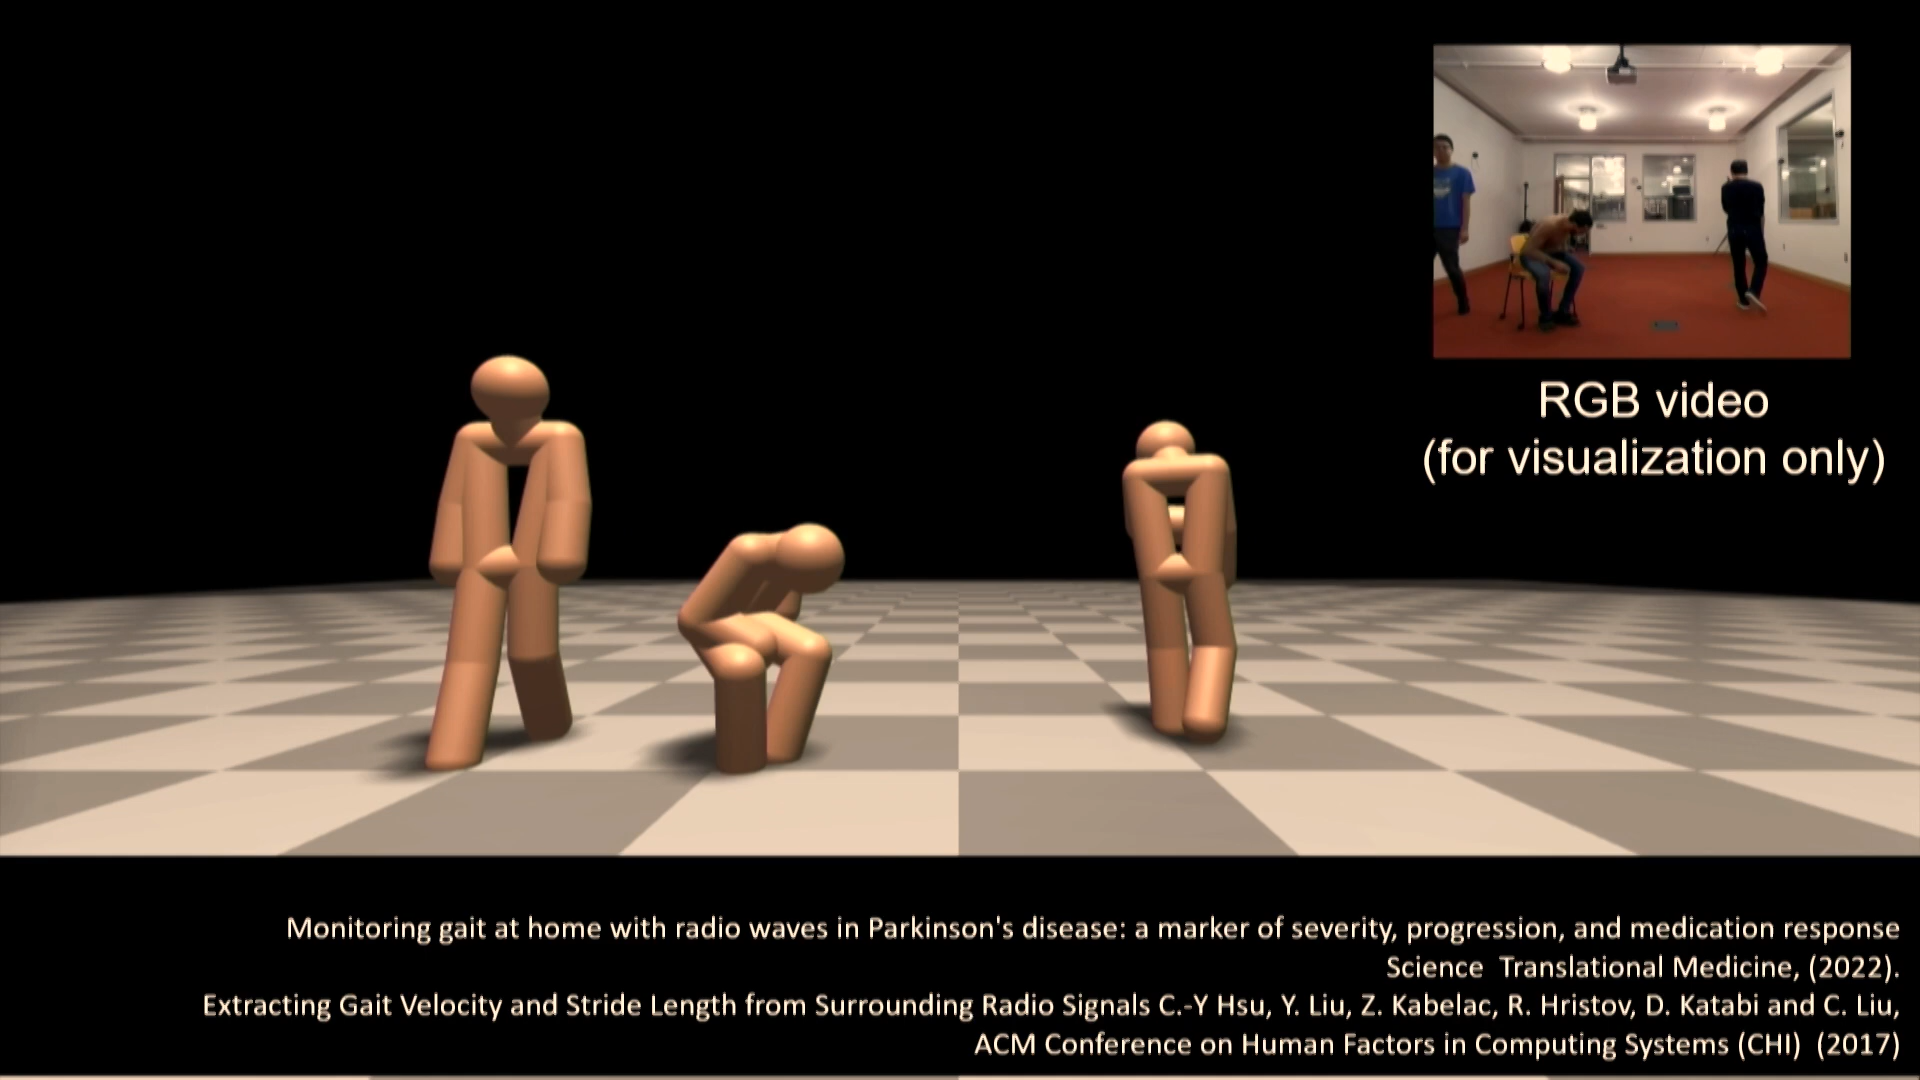 RGB video
(for visualization only)
Monitoring gait at home with radio waves in Parkinson's disease: a marker of severity, progression, and medication response
Science  Translational Medicine, (2022).
Extracting Gait Velocity and Stride Length from Surrounding Radio Signals C.-Y Hsu, Y. Liu, Z. Kabelac, R. Hristov, D. Katabi and C. Liu,
ACM Conference on Human Factors in Computing Systems (CHI)  (2017)